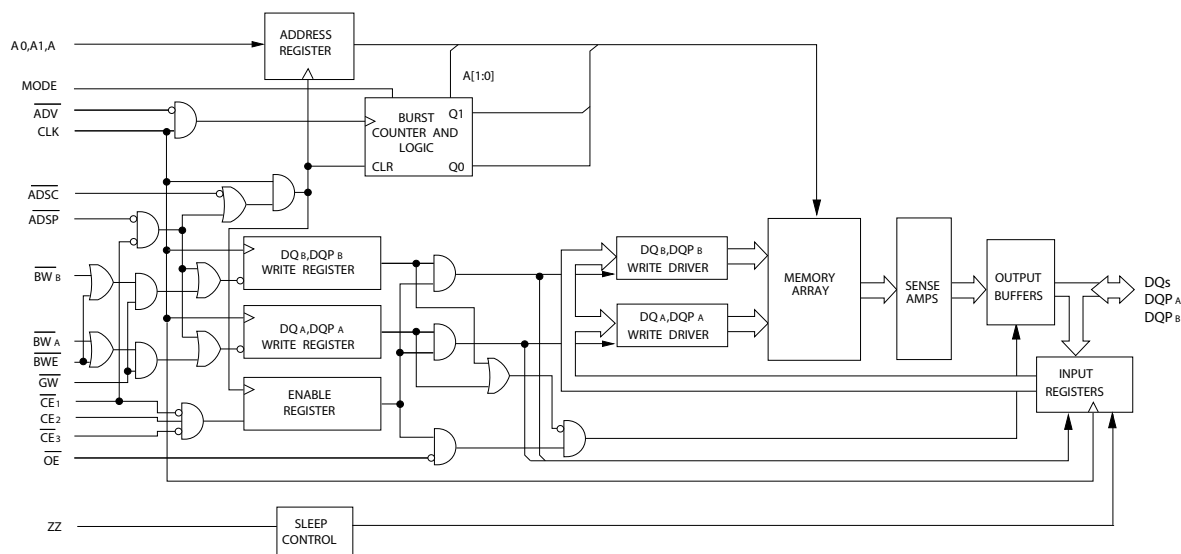 A0,A1,A
ADDRESS
REGISTER
MODE
A[1:0]
ADV
CLK
BURST
COUNTER AND
LOGIC
Q1
CLR
Q0
ADSC
ADSP
DQB,DQPB
WRITE REGISTER
DQB,DQPB
WRITE DRIVER
MEMORY
ARRAY
SENSE
AMPS
OUTPUT
BUFFERS
DQs
DQPA
DQPB
BWB
DQA,DQPA
WRITE REGISTER
DQA,DQPA
WRITE DRIVER
BWA
BWE
GW
CE1
CE2
CE3
ENABLE
REGISTER
INPUT
REGISTERS
OE
ZZ
SLEEP
CONTROL